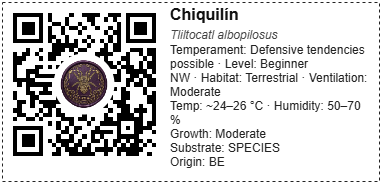 Chiquilín
Tliltocatl albopilosus
Temperament: Defensive tendencies
possible · Level: Beginner
NW · Habitat: Terrestrial · Ventilation:
Moderate
Temp: ~24–26 °C · Humidity: 50–70
%
Growth: Moderate
Substrate: SPECIES
Origin: BE